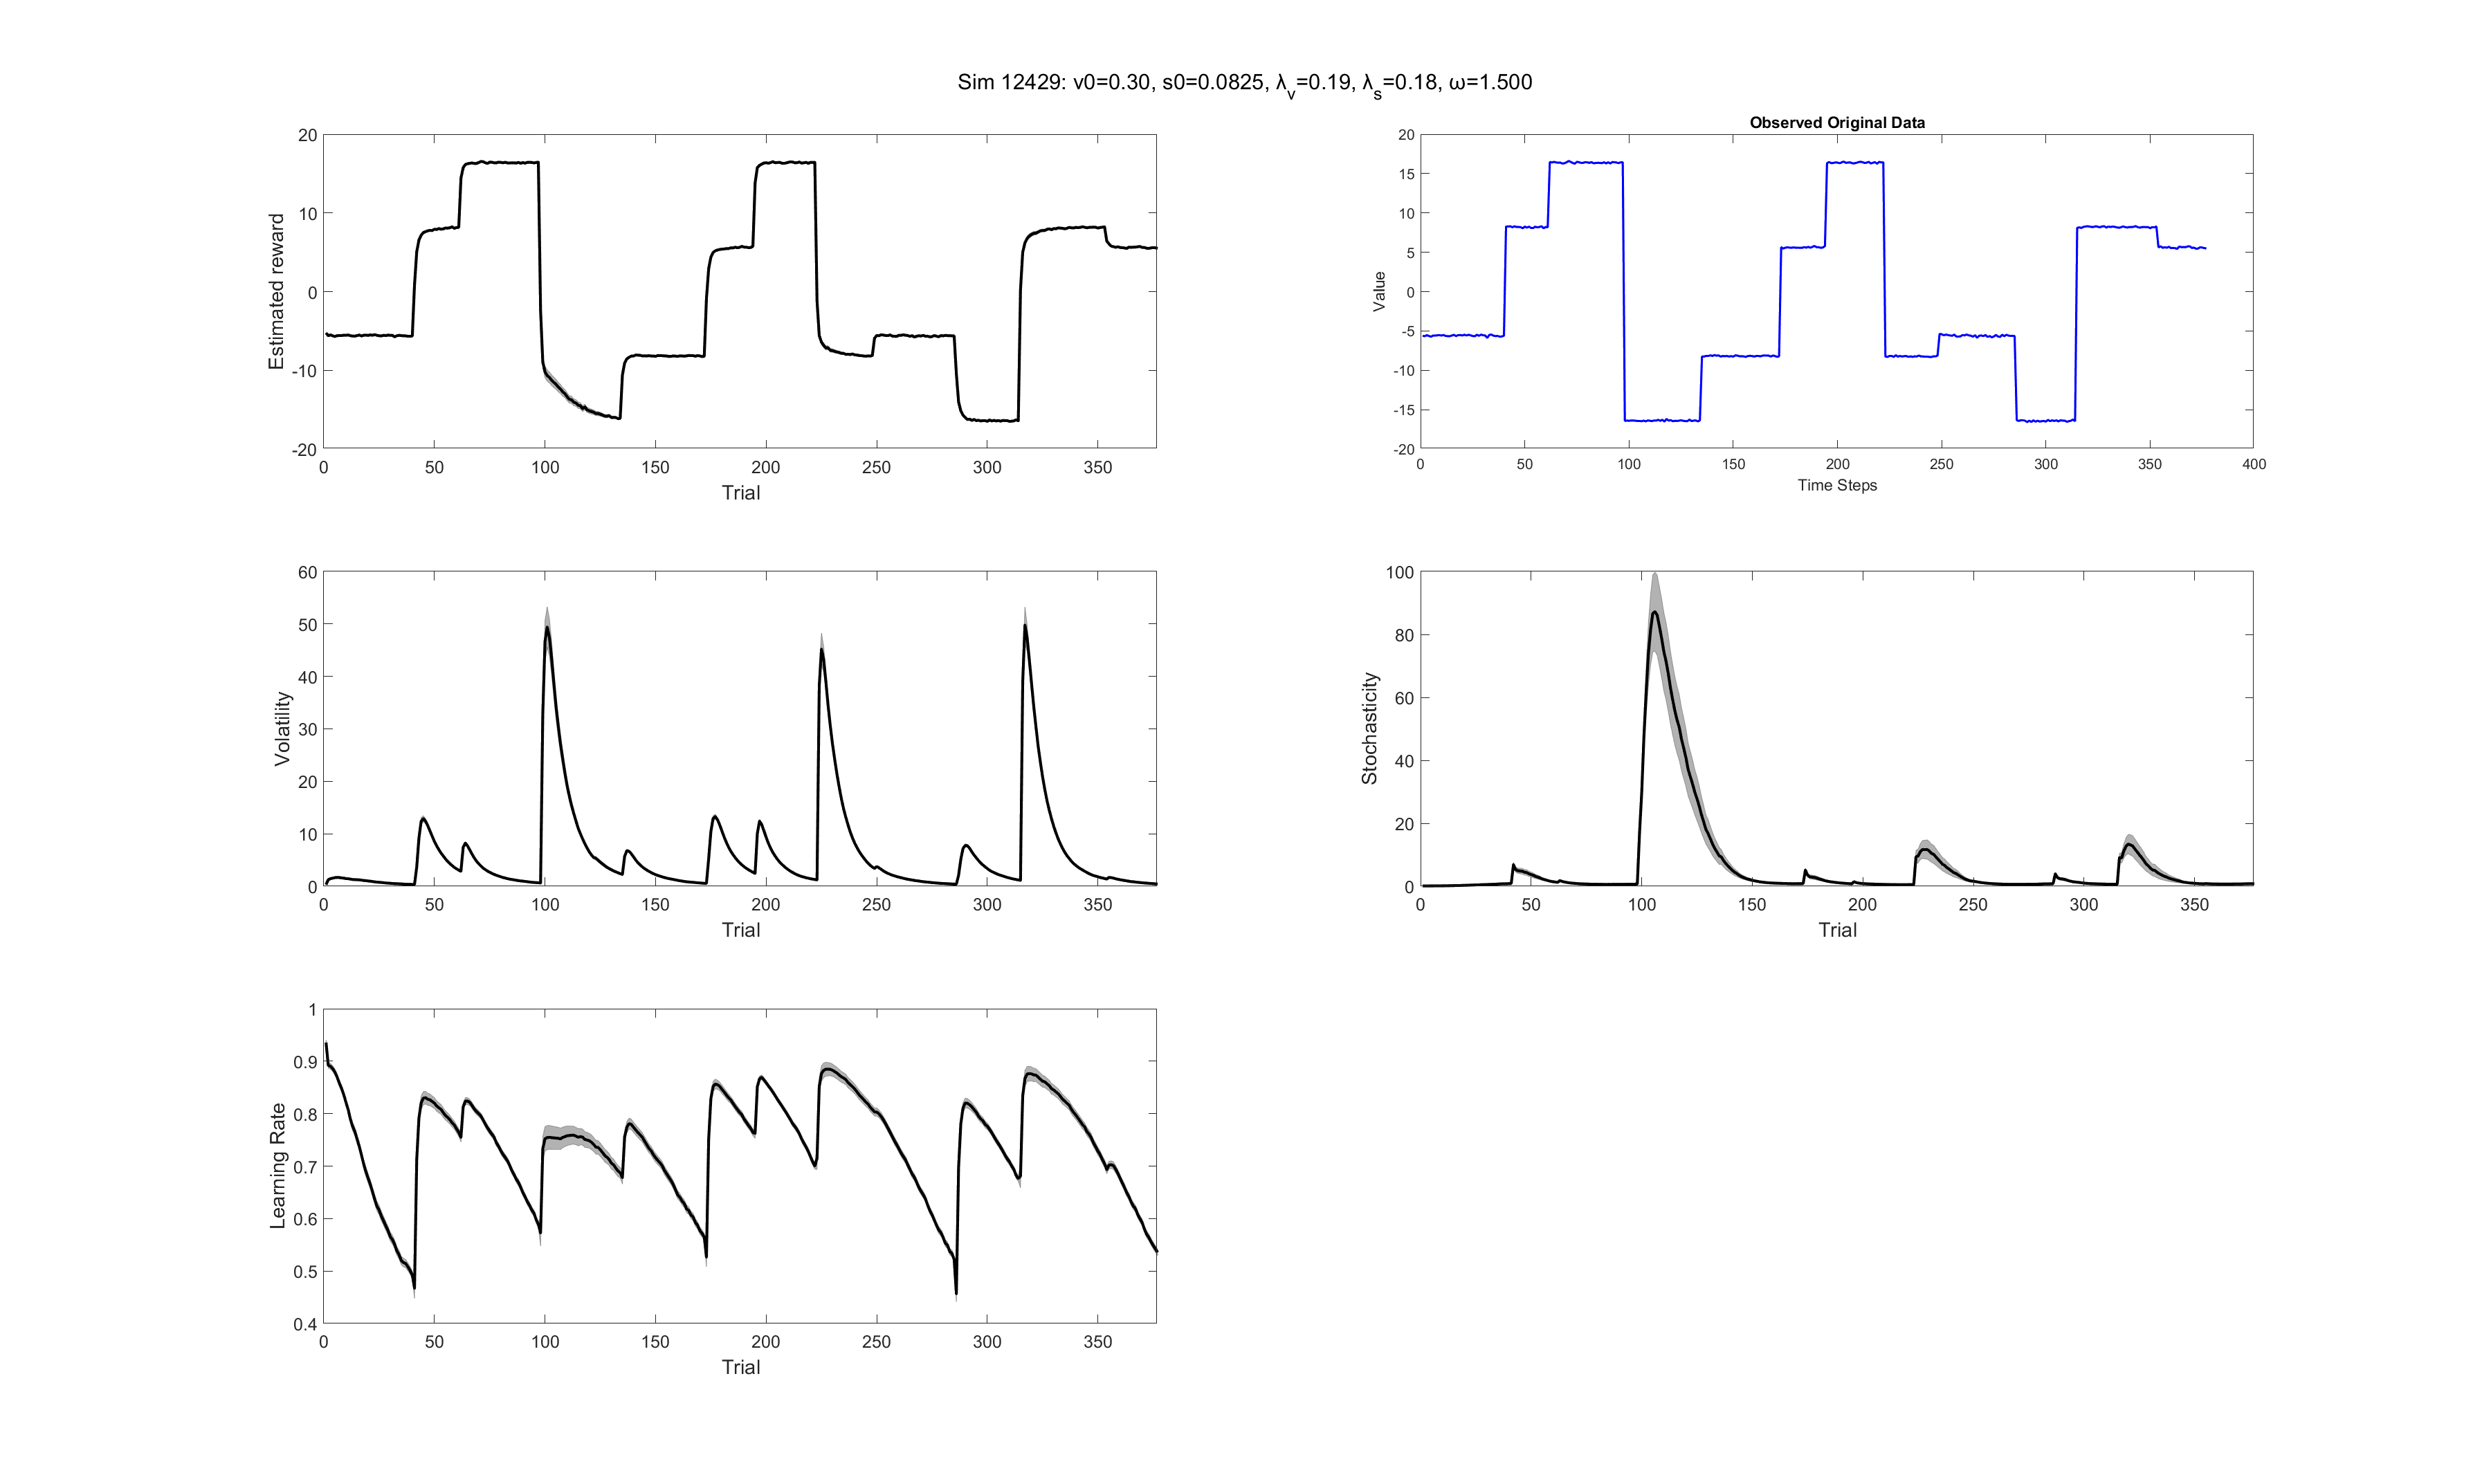 Sim 12429: v0=0.30, s0=0.0825, λ_v=0.19, λ_s=0.18, ω=1.500
20
10
0
-10
-20
Estimated reward
0 50 100 150 200 250 300 350
Trial
Observed Original Data
20
15
10
5
0
-5
-10
-15
-20
Value
0 50 100 150 200 250 300 350 400
Time Steps
60
50
40
30
20
10
0
Volatility
0 50 100 150 200 250 300 350
Trial
100
80
60
40
20
0
Stochasticity
0 50 100 150 200 250 300 350
Trial
1
0.9
0.8
0.7
0.6
0.5
0.4
Learning Rate
0 50 100 150 200 250 300 350
Trial